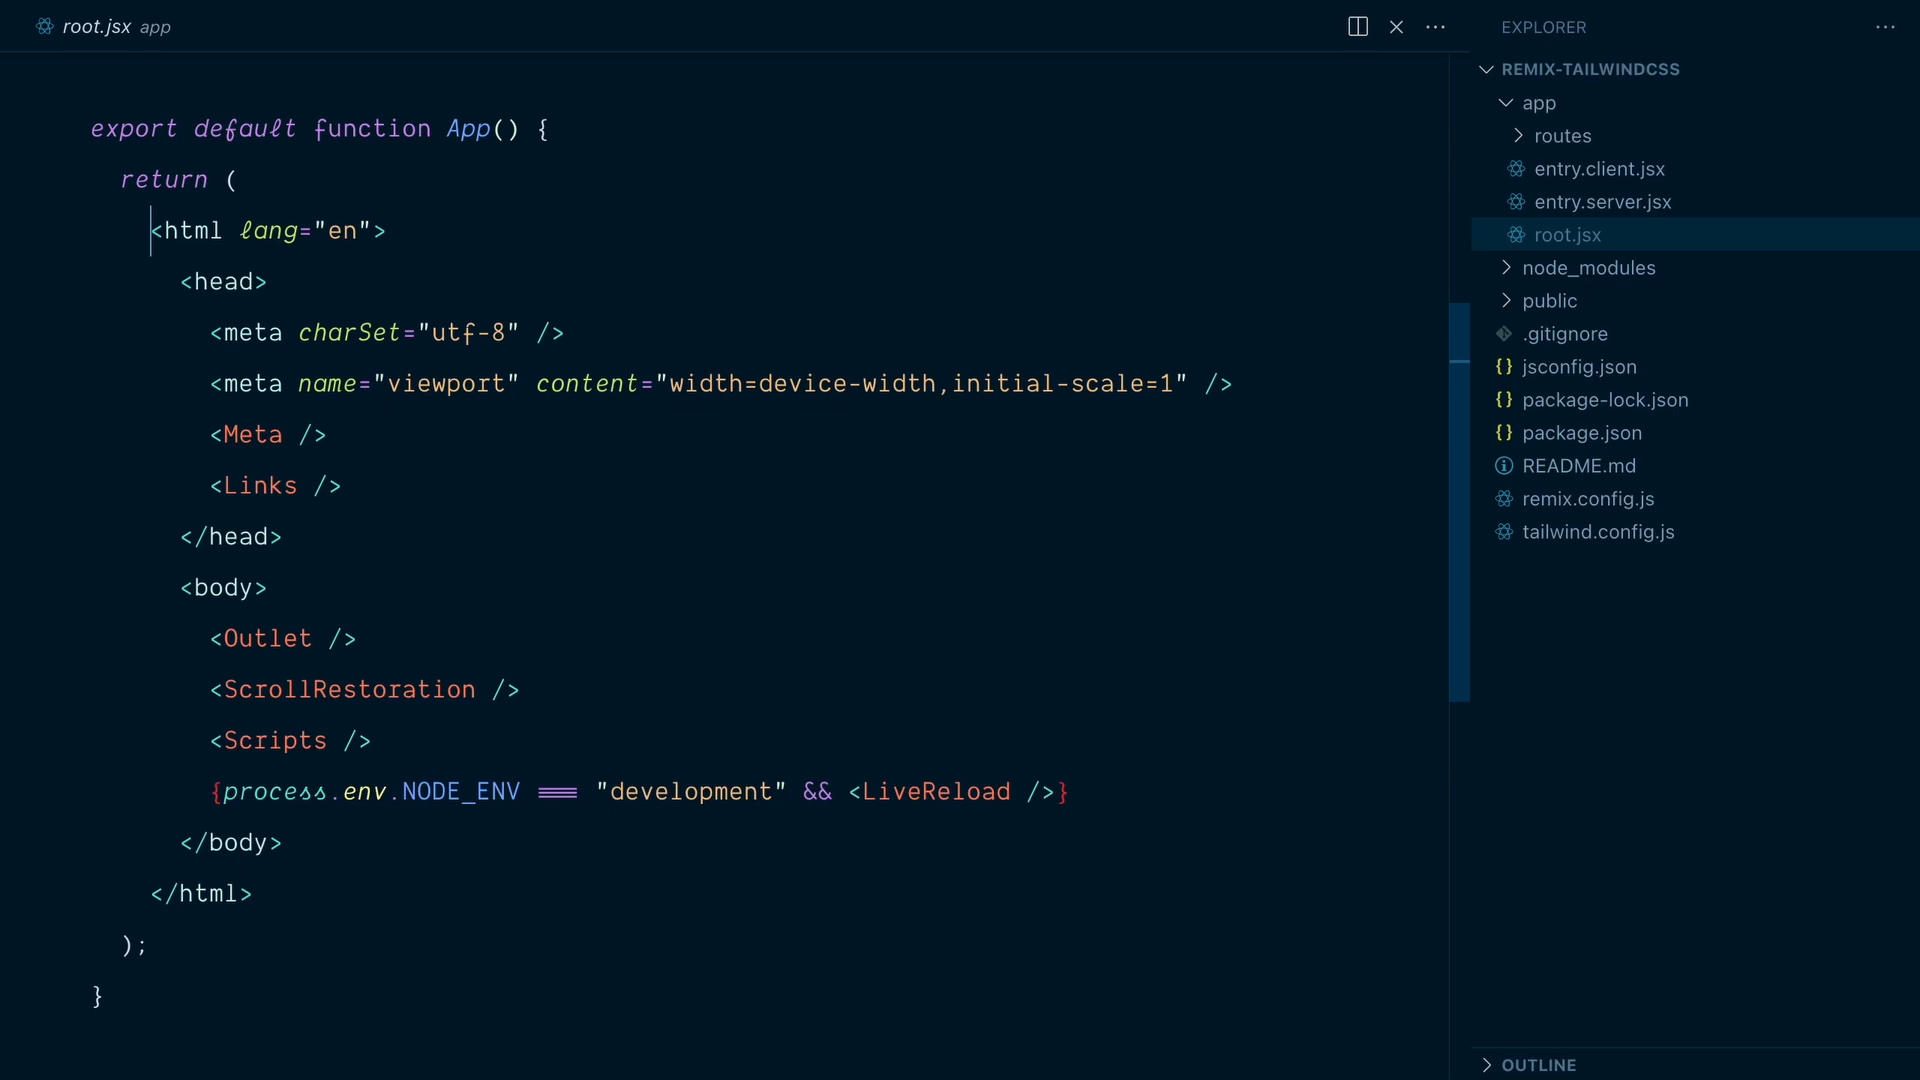 root.jsx app
export default function App() {
return (
<html lang="en">
<head>
<meta charSet="utf-8" />
<meta name="viewport" content="width=device-width,initial-scale=1" />
<Meta />
<Links />
</head>
<body>
<Outlet />
<ScrollRestoration />
<Scripts />
{process.env.NODE_ENV === "development" && <LiveReload />}
</body>
</html>
);
}
EXPLORER
REMIX-TAILWINDCSS
app
routes
entry.client.jsx
entry.server.jsx
root.jsx
node_modules
public
.gitignore
{} jsconfig.json
{} package-lock.json
{} package.json
README.md
remix.config.js
tailwind.config.js
OUTLINE